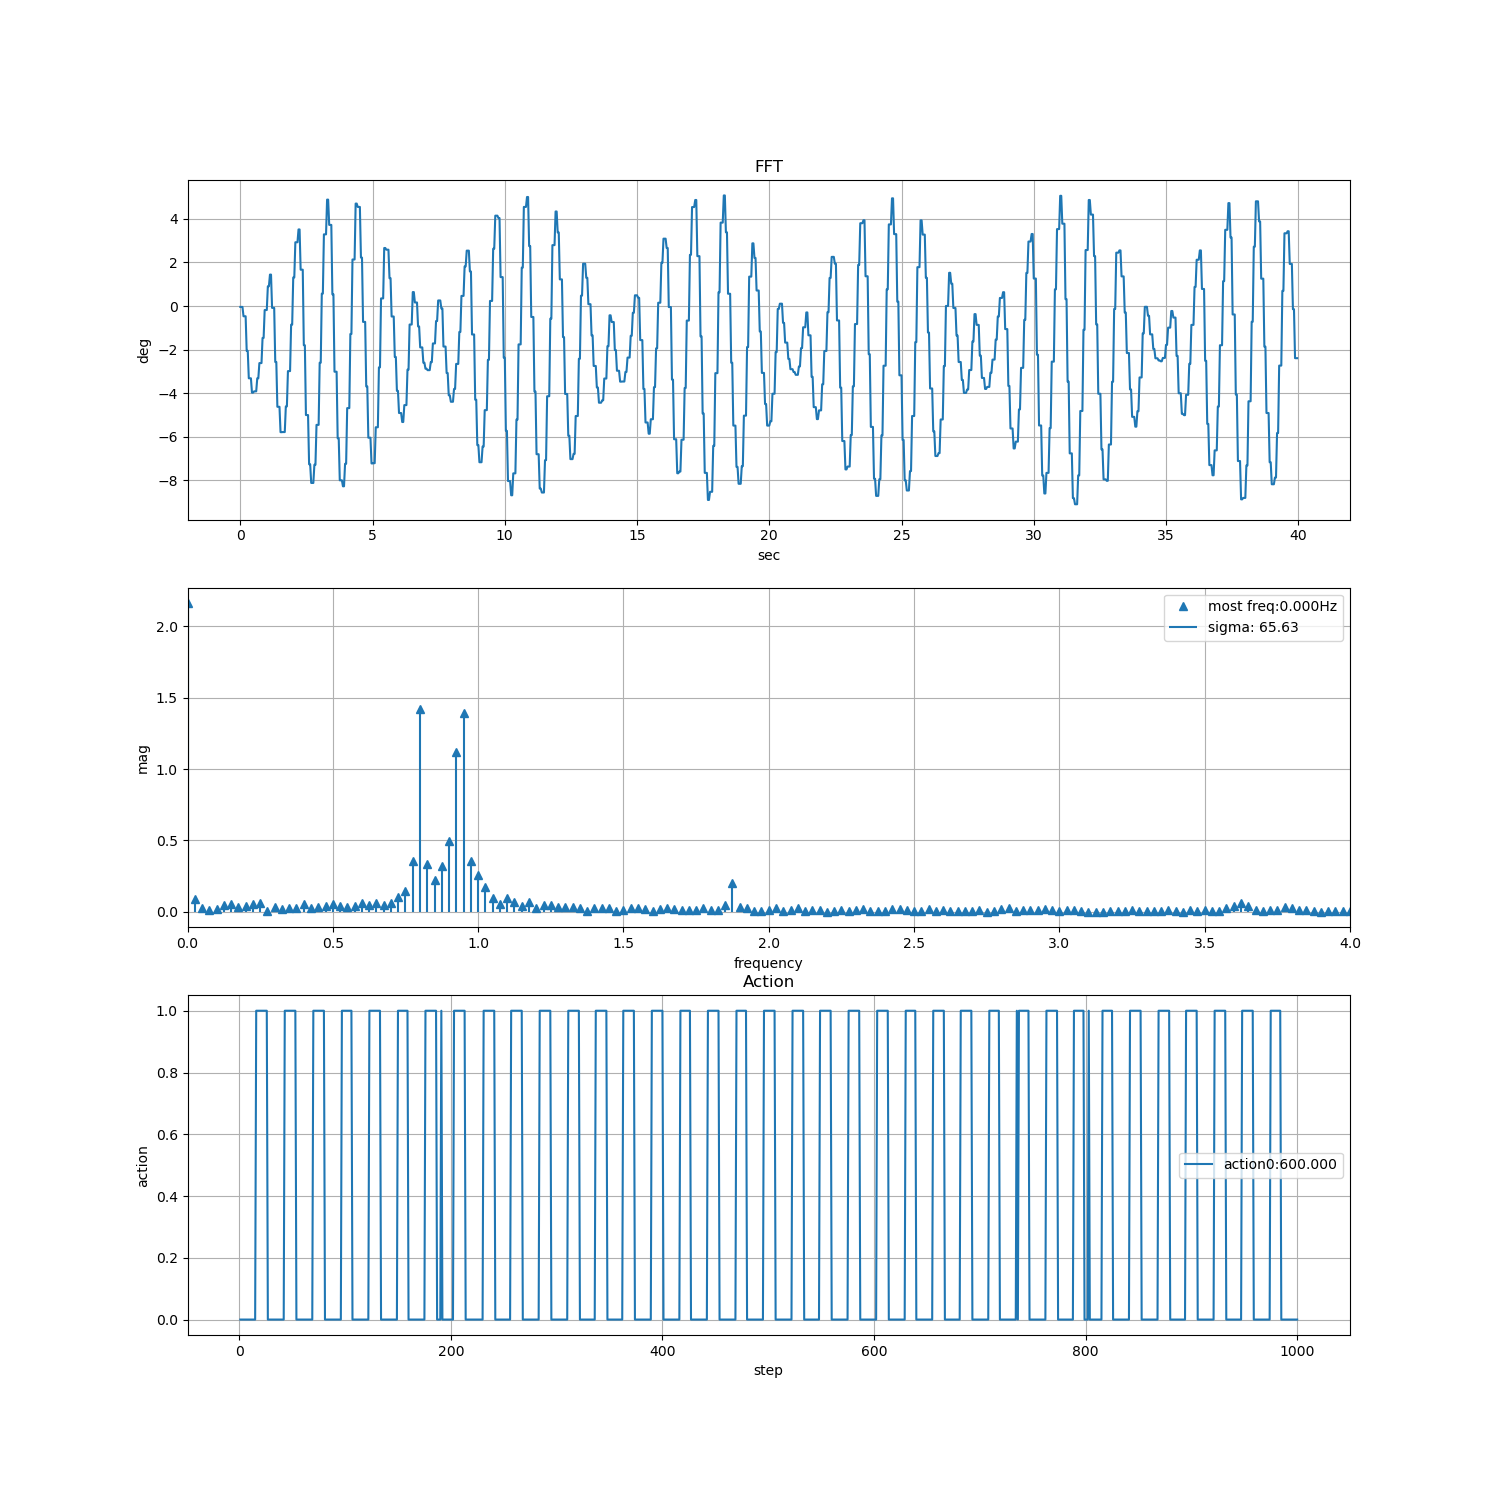 FFT
4
2
0
−2
−4
−6
−8
deg
0 5 10 15 20 25 30 35 40
sec
most freq:0.000Hz
sigma: 65.63
2.0
1.5
1.0
0.5
0.0
mag
0.0 0.5 1.0 1.5 2.0 2.5 3.0 3.5 4.0
frequency
Action
1.0
0.8
0.6
0.4
0.2
0.0
action
action0:600.000
0 200 400 600 800 1000
step